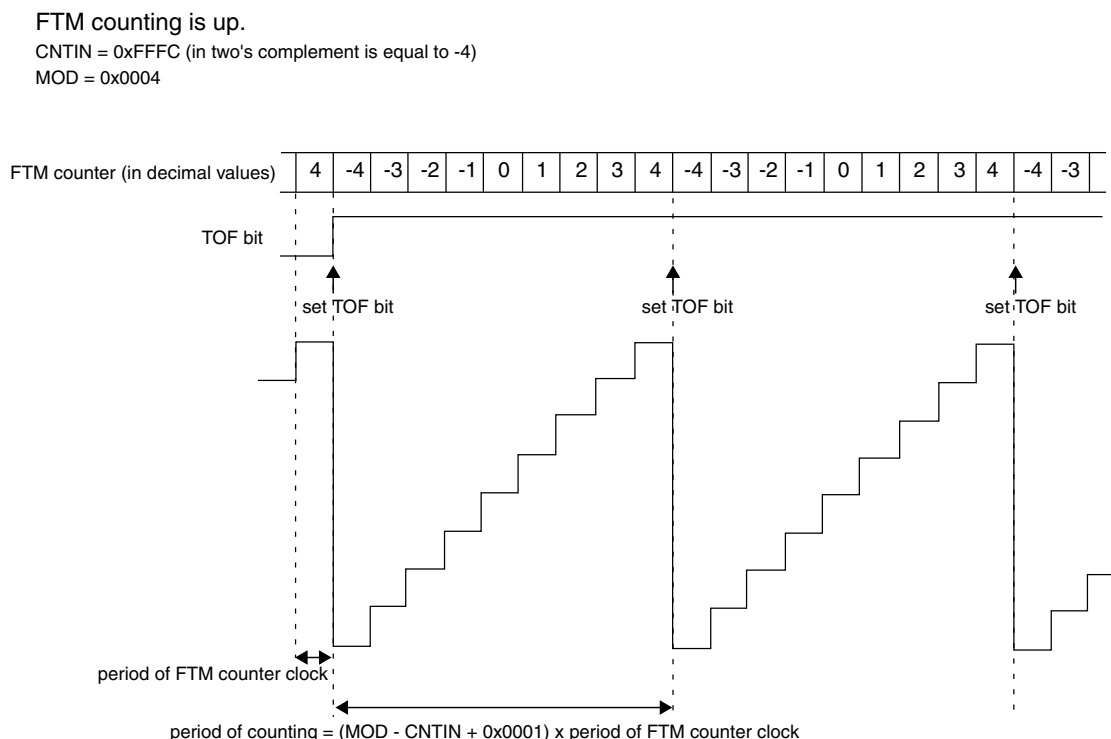 FTM counting is up.
CNTIN = 0xFFFC (in two's complement is equal to -4)
MOD = 0x0004
FTM counter (in decimal values) 4 -4 -3 -2 -1 0 1 2 3 4 -4 -3 -2 -1 0 1 2 3 4 -4 -3
TOF bit
set TOF bit set TOF bit set TOF bit
period of FTM counter clock
period of counting = (MOD - CNTIN + 0x0001) x period of FTM counter clock